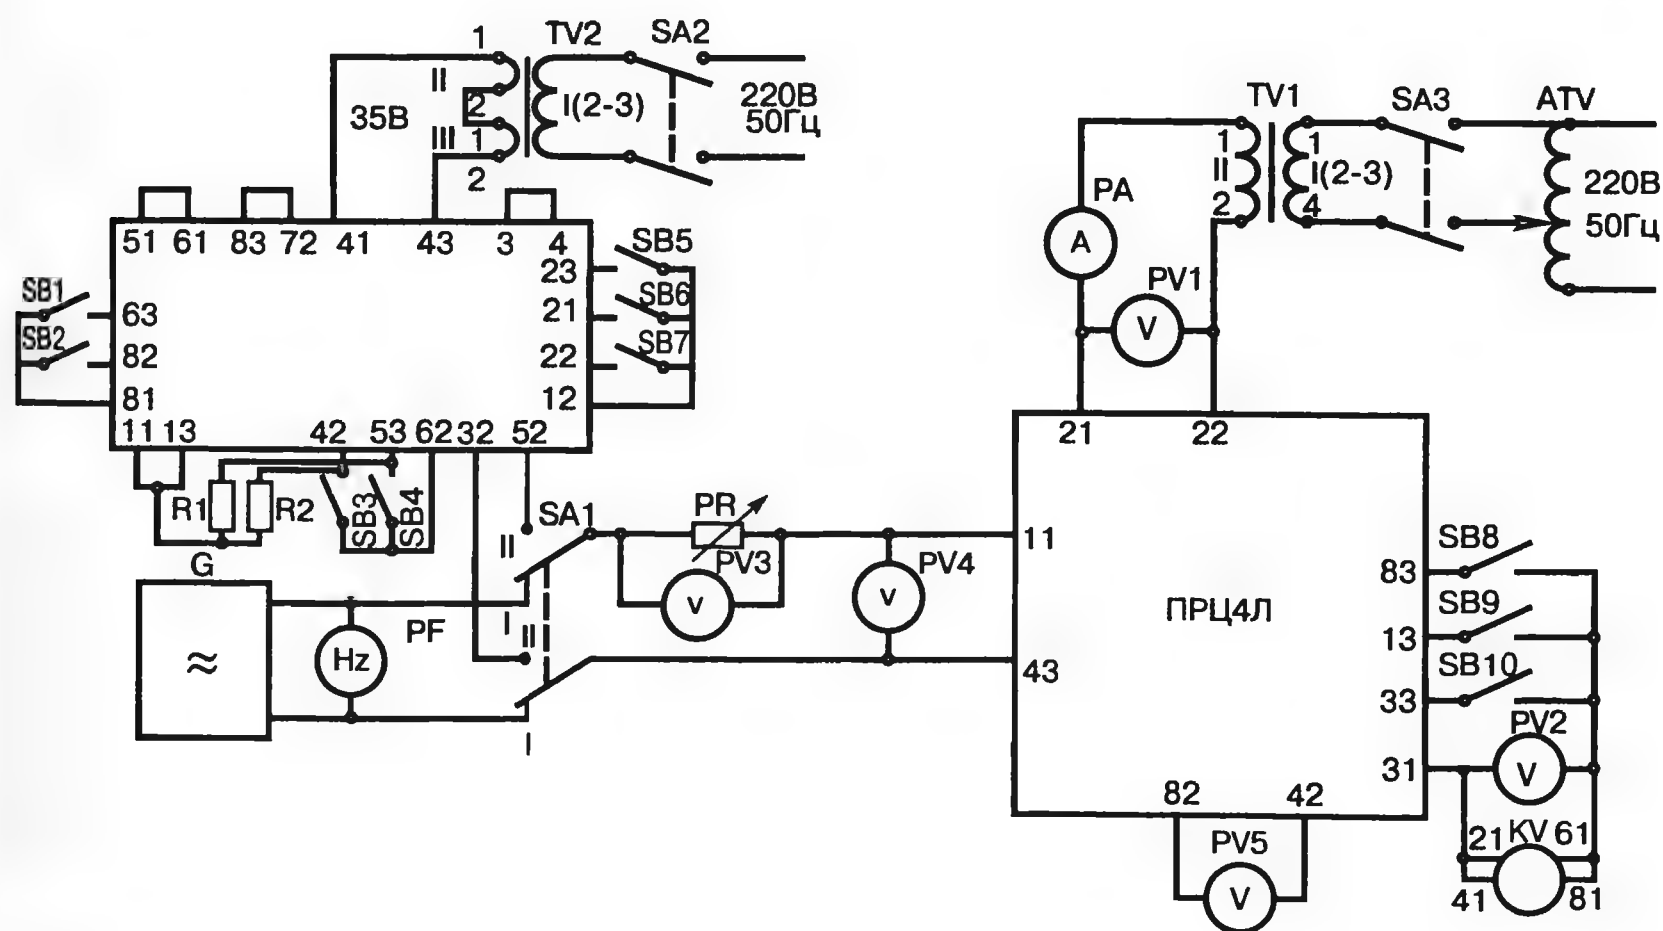 1 TV2 SA2
II
35В 2 I(2-3) 220В
50Гц
III 1
2
TV1 SA3 ATV
1 1
PA II I(2-3) 220В
2 4 50Гц
A
PV1
V
51 61 83 72 41 43 3 4
SB1 63
SB2 82
81
23 SB5
21 SB6
22 SB7
12
11 13 42 53 62 32 52
R1 R2 SB3 SB4
G
≈
Hz
PF
SA1
II
I
II
I
PR
PV3
V
PV4
V
21 22
11
43
ПРЦ4Л
83 SB8
13 SB9
33 SB10
31 PV2
V
82 42
PV5
V
21 KV 61
41 81